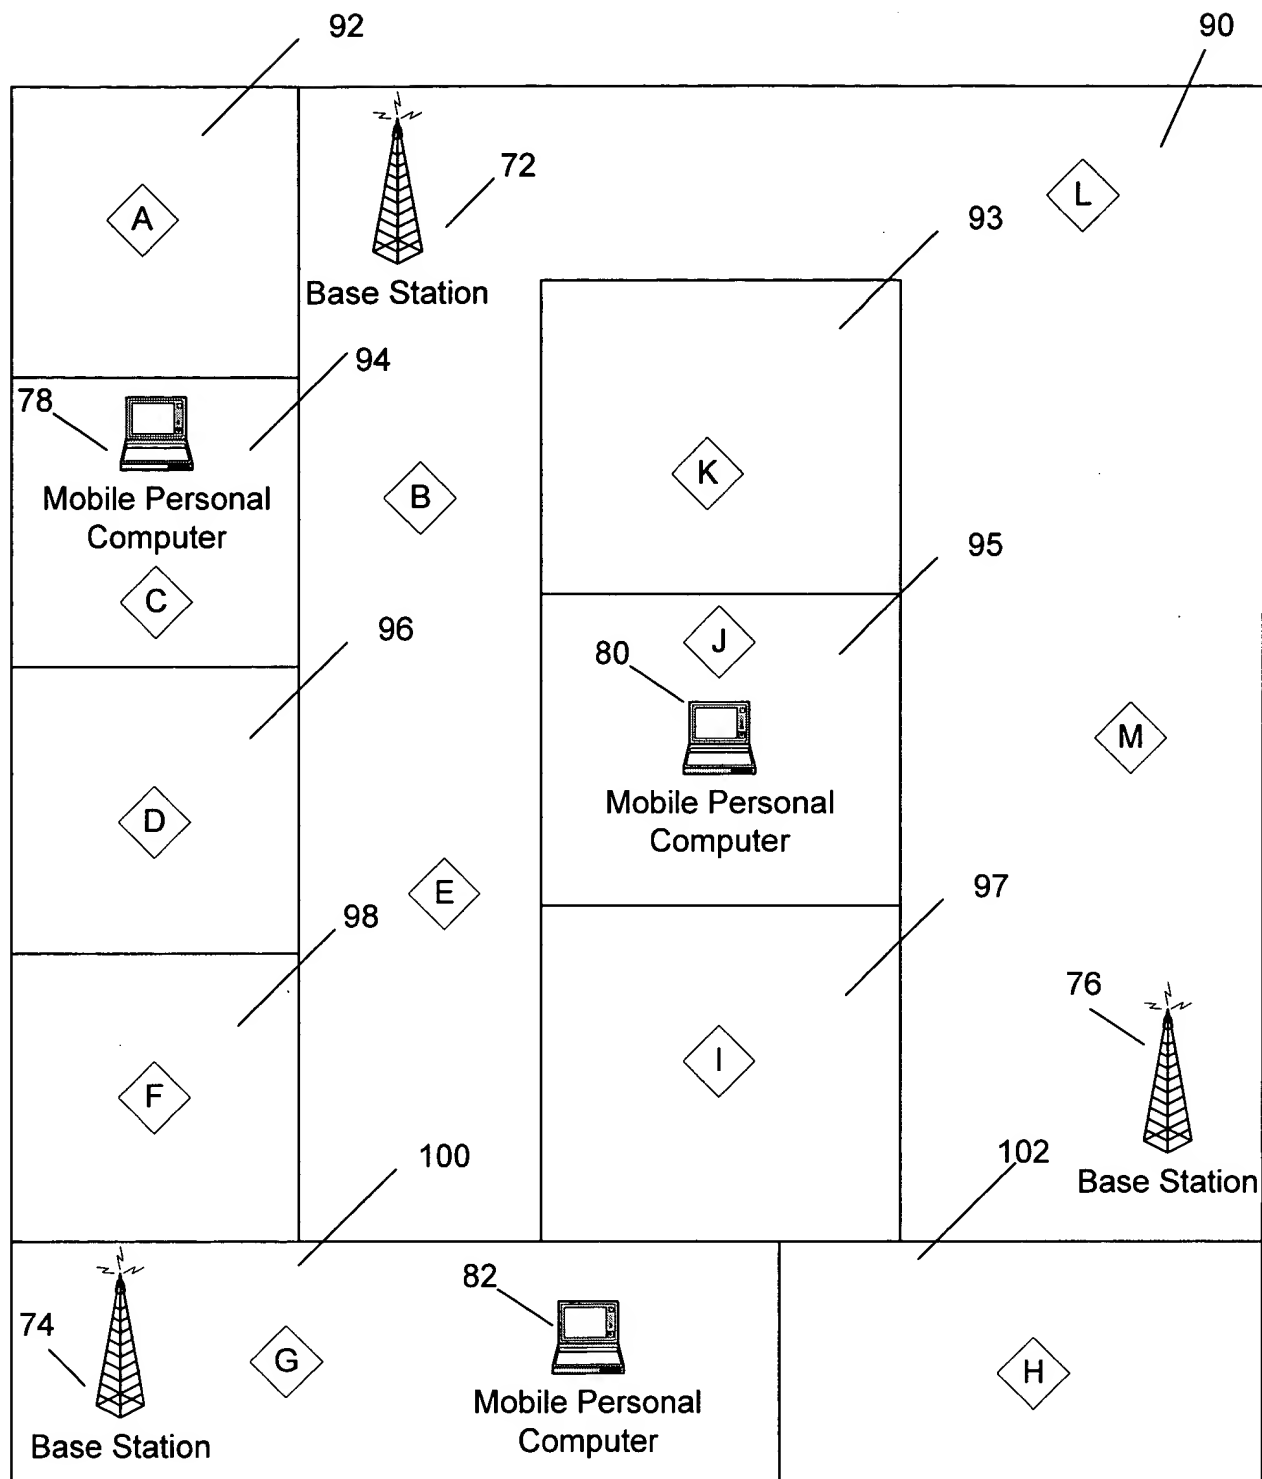 92
90
72
L
A
93
Base Station
94
78
K
B
Mobile Personal
Computer
95
C
96
J
80
M
Mobile Personal
D
Computer
97
E
98
76
I
F
100
102
Base Station
82
74
G
H
Mobile Personal
Base Station
Computer